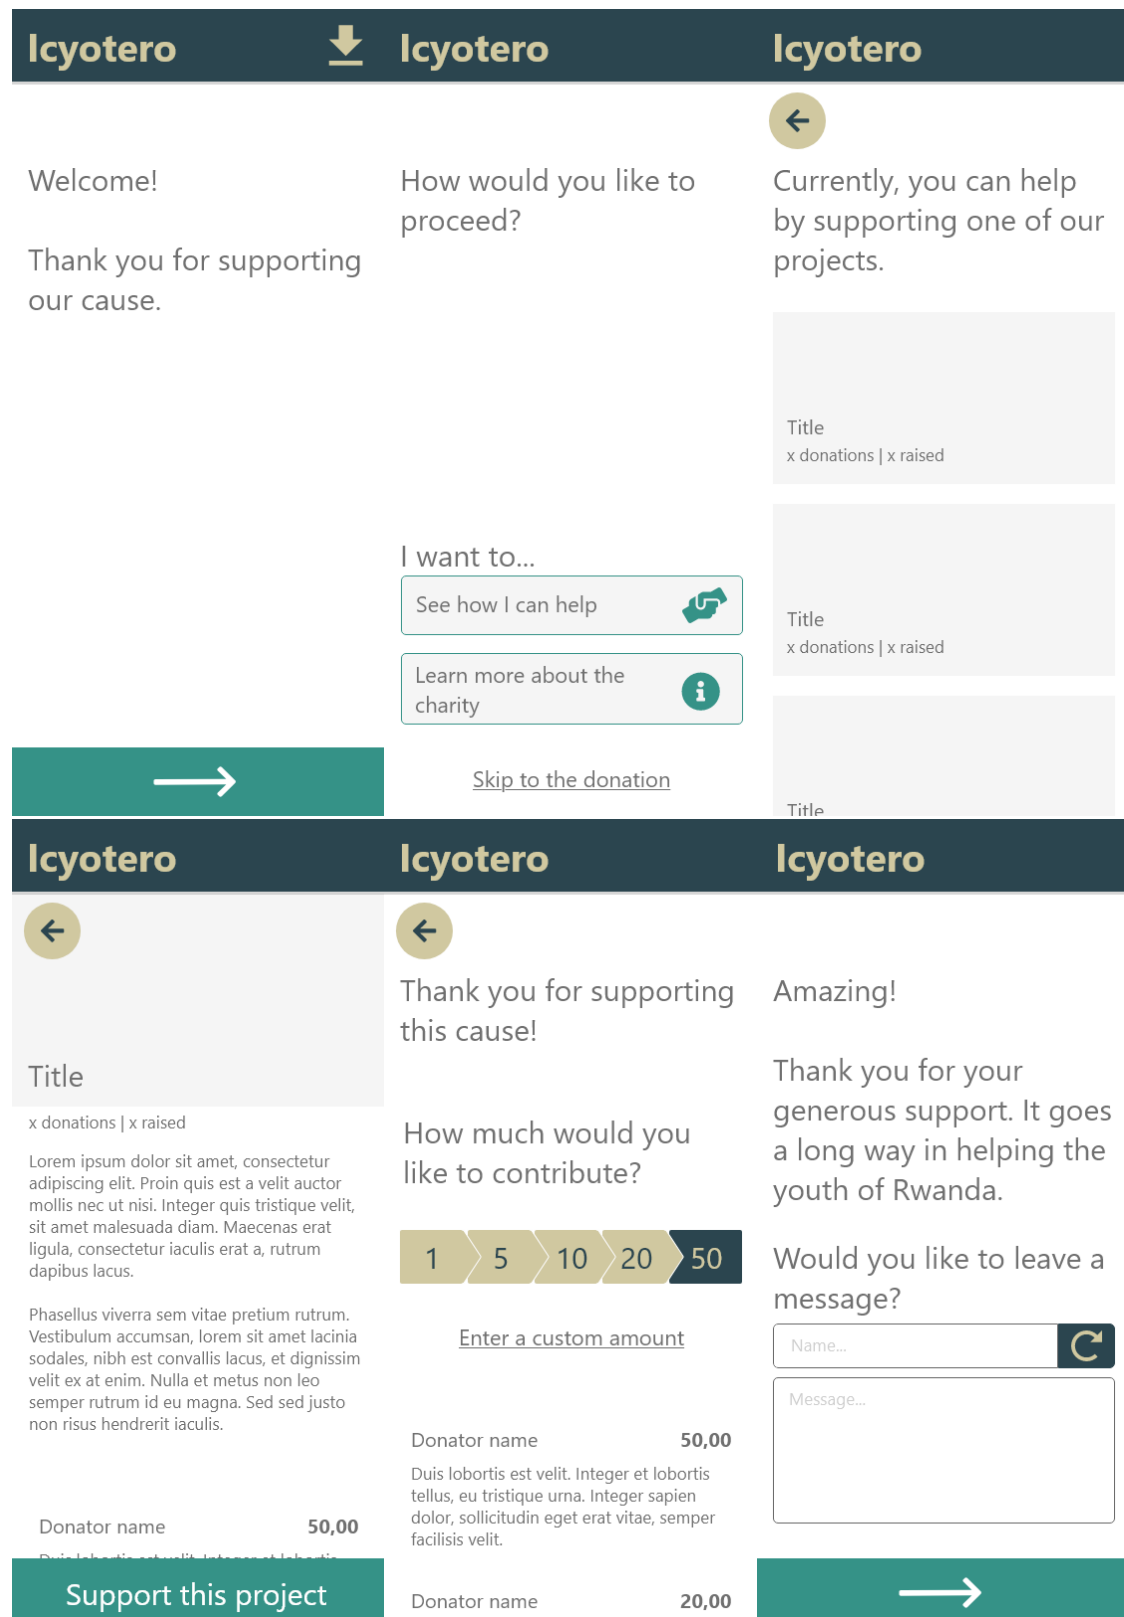 Icyotero
Welcome!
Thank you for supporting
our cause.
Icyotero
How would you like to
proceed?
I want to...
See how I can help
Learn more about the
charity
Skip to the donation
Icyotero
Currently, you can help
by supporting one of our
projects.
Title
x donations | x raised
Title
x donations | x raised
Title
Icyotero
Title
x donations | x raised
Lorem ipsum dolor sit amet, consectetur
adipiscing elit. Proin quis est a velit auctor
mollis nec ut nisi. Integer quis tristique velit,
sit amet malesuada diam. Maecenas erat
ligula, consectetur iaculis erat a, rutrum
dapibus lacus.
Phasellus viverra sem vitae pretium rutrum.
Vestibulum accumsan, lorem sit amet lacinia
sodales, nibh est convallis lacus, et dignissim
velit ex at enim. Nulla et metus non leo
semper rutrum id eu magna. Sed sed justo
non risus hendrerit iaculis.
Donator name 50,00
Support this project
Icyotero
Thank you for supporting
this cause!
How much would you
like to contribute?
1 5 10 20 50
Enter a custom amount
Donator name 50,00
Duis lobortis est velit. Integer et lobortis
tellus, eu tristique urna. Integer sapien
dolor, sollicitudin eget erat vitae, semper
facilisis velit.
Donator name 20,00
Icyotero
Amazing!
Thank you for your
generous support. It goes
a long way in helping the
youth of Rwanda.
Would you like to leave a
message?
Name...
Message...